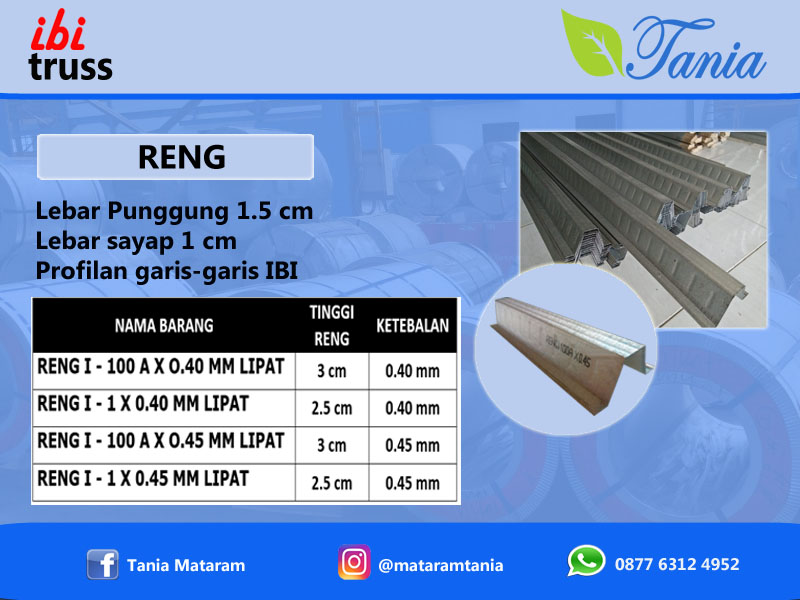 ibi
truss
Tania
RENG
Lebar Punggung 1.5 cm
Lebar sayap 1 cm
Profilan garis-garis IBI
NAMA BARANG TINGGI RENG KETEBALAN
RENG I - 100 A X O.40 MM LIPAT 3 cm 0.40 mm
RENG I - 1 X 0.40 MM LIPAT 2.5 cm 0.40 mm
RENG I - 100 A X O.45 MM LIPAT 3 cm 0.45 mm
RENG I - 1 X 0.45 MM LIPAT 2.5 cm 0.45 mm
Tania Mataram
@mataramtania
0877 6312 4952